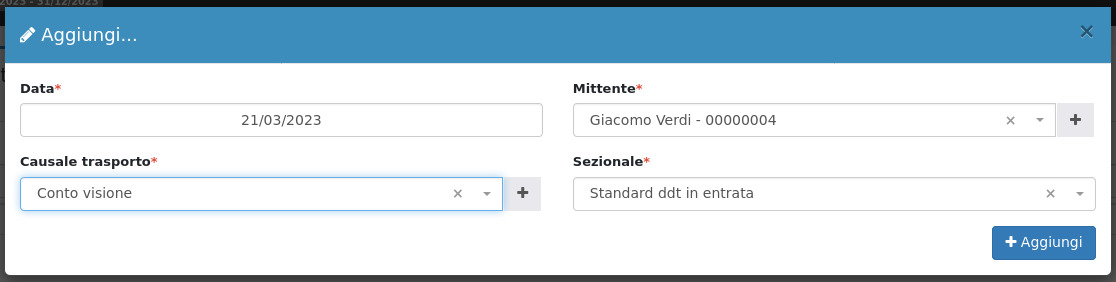 2023 - 31/12/2023
Aggiungi...
×
Data*
Mittente*
21/03/2023
Giacomo Verdi - 00000004
×
+
Causale trasporto*
Sezionale*
Conto visione
×
+
Standard ddt in entrata
×
+ Aggiungi